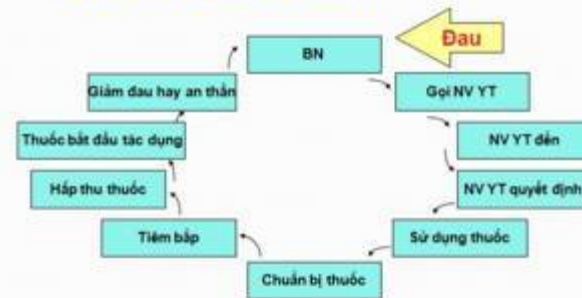 Đau
BN
Gọi NV YT
NV YT đến
NV YT quyết định
Sử dụng thuốc
Chuẩn bị thuốc
Tiêm bắp
Hấp thu thuốc
Thuốc bắt đầu tác dụng
Giảm đau hay an thần